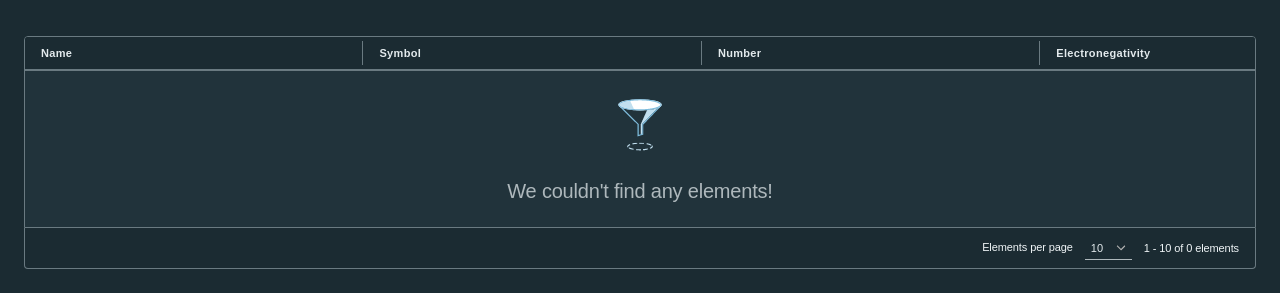 Name Symbol Number Electronegativity
We couldn't find any elements!
Elements per page 10 1 - 10 of 0 elements